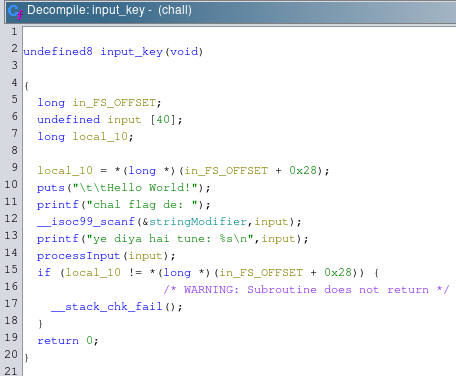 Decompile: input_key -  (chall)
1
2 undefined8 input_key(void)
3
4 {
5   long in_FS_OFFSET;
6   undefined input [40];
7   long local_10;
8
9   local_10 = *(long *)(in_FS_OFFSET + 0x28);
10   puts("\t\tHello World!");
11   printf("chal flag de: ");
12   __isoc99_scanf(&stringModifier,input);
13   printf("ye diya hai tune: %s\n",input);
14   processInput(input);
15   if (local_10 != *(long *)(in_FS_OFFSET + 0x28)) {
16                     /* WARNING: Subroutine does not return */
17     __stack_chk_fail();
18   }
19   return 0;
20 }
21